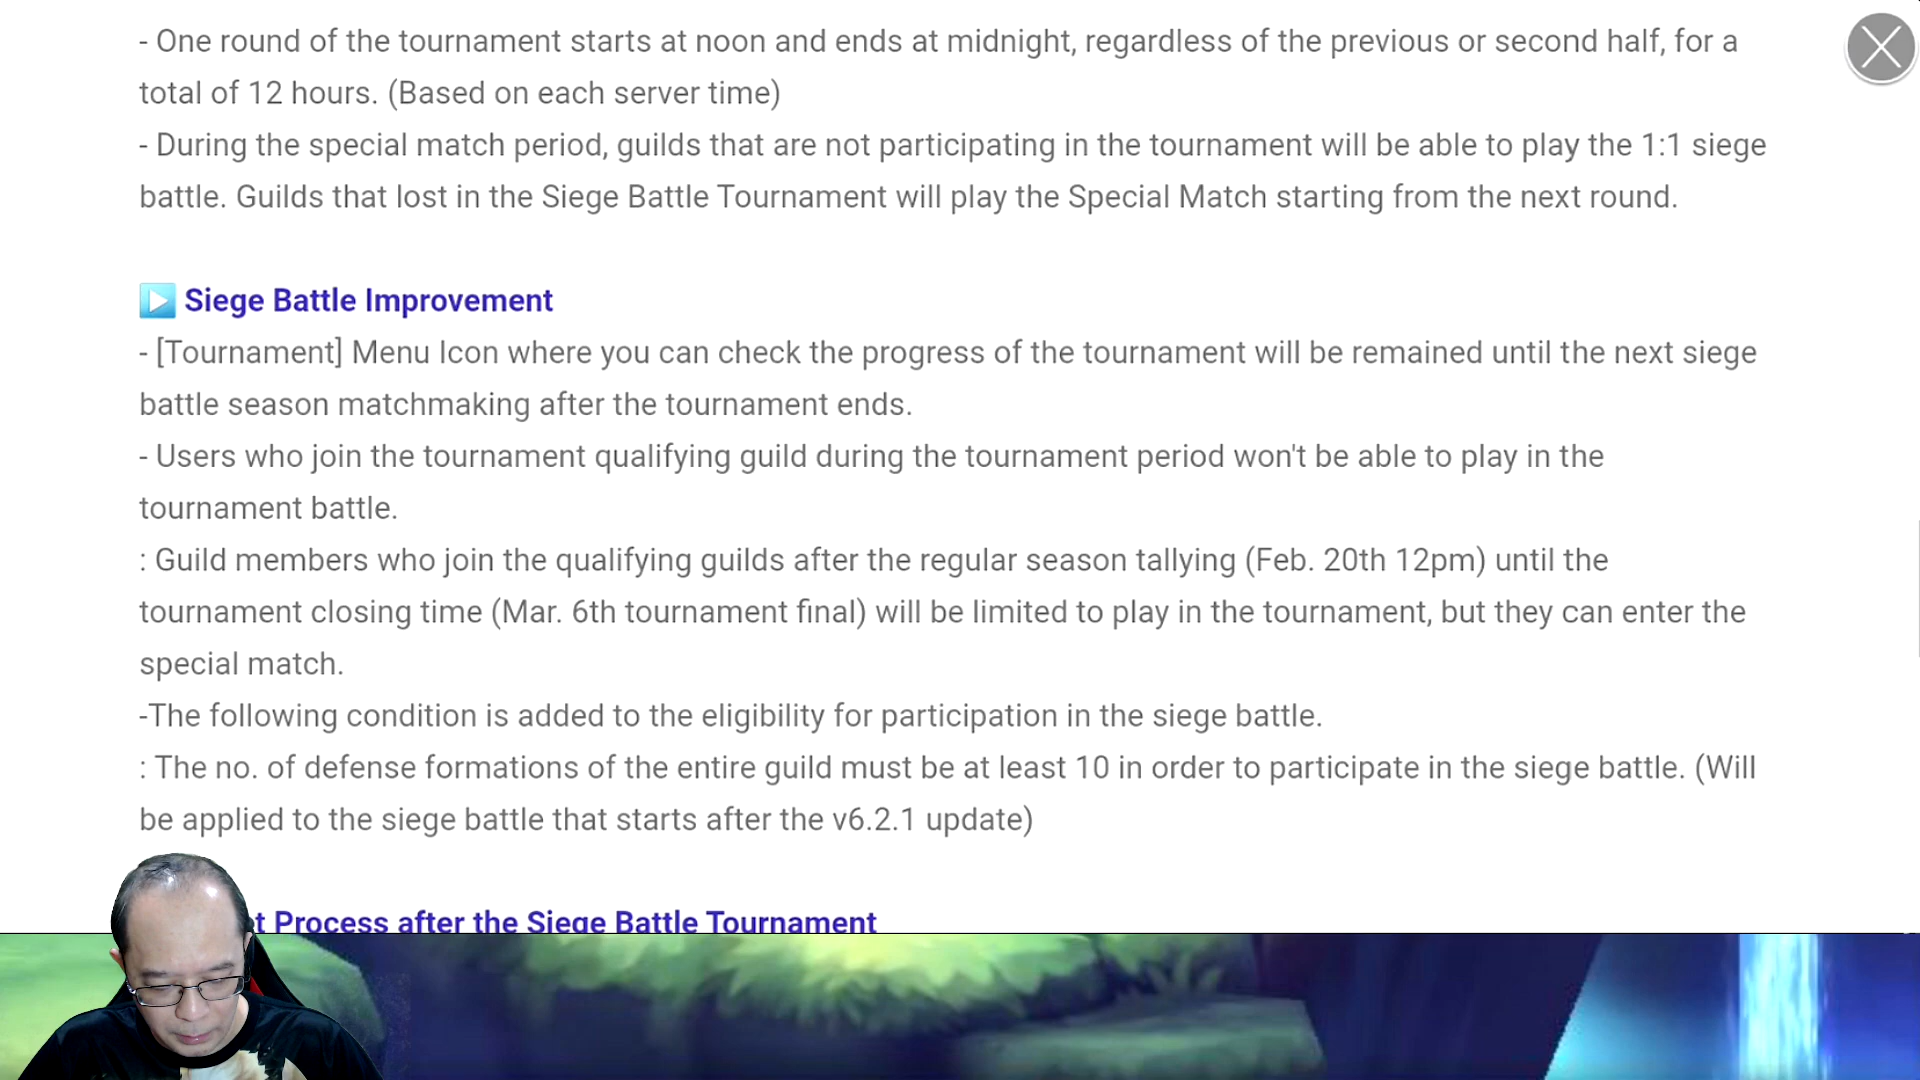 - One round of the tournament starts at noon and ends at midnight, regardless of the previous or second half, for a
total of 12 hours. (Based on each server time)
- During the special match period, guilds that are not participating in the tournament will be able to play the 1:1 siege
battle. Guilds that lost in the Siege Battle Tournament will play the Special Match starting from the next round.
Siege Battle Improvement
- [Tournament] Menu Icon where you can check the progress of the tournament will be remained until the next siege
battle season matchmaking after the tournament ends.
- Users who join the tournament qualifying guild during the tournament period won't be able to play in the
tournament battle.
: Guild members who join the qualifying guilds after the regular season tallying (Feb. 20th 12pm) until the
tournament closing time (Mar. 6th tournament final) will be limited to play in the tournament, but they can enter the
special match.
-The following condition is added to the eligibility for participation in the siege battle.
: The no. of defense formations of the entire guild must be at least 10 in order to participate in the siege battle. (Will
be applied to the siege battle that starts after the v6.2.1 update)
Process after the Siege Battle Tournament